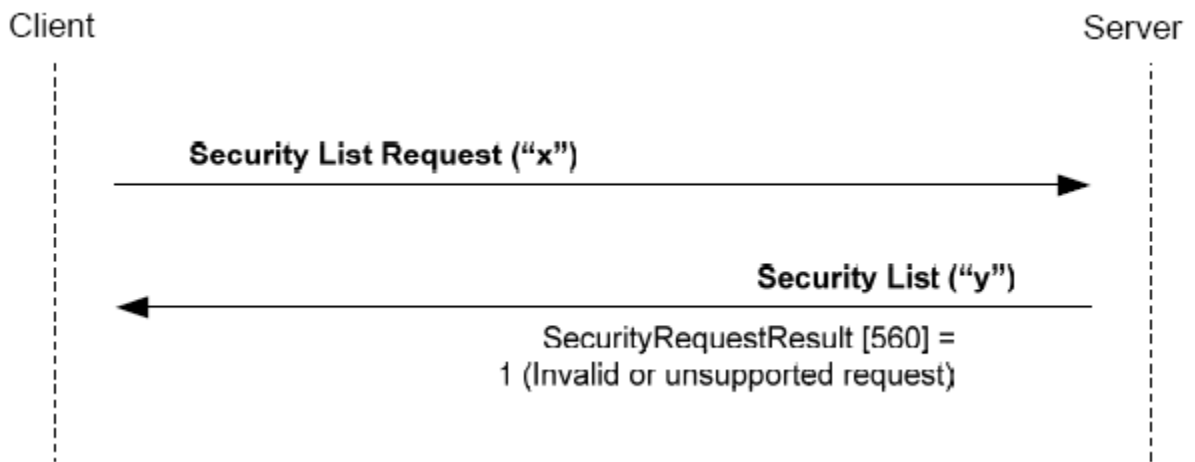 Client
Server
Security List Request (“x”)
Security List (“y”)
SecurityRequestResult [560] =
1 (Invalid or unsupported request)